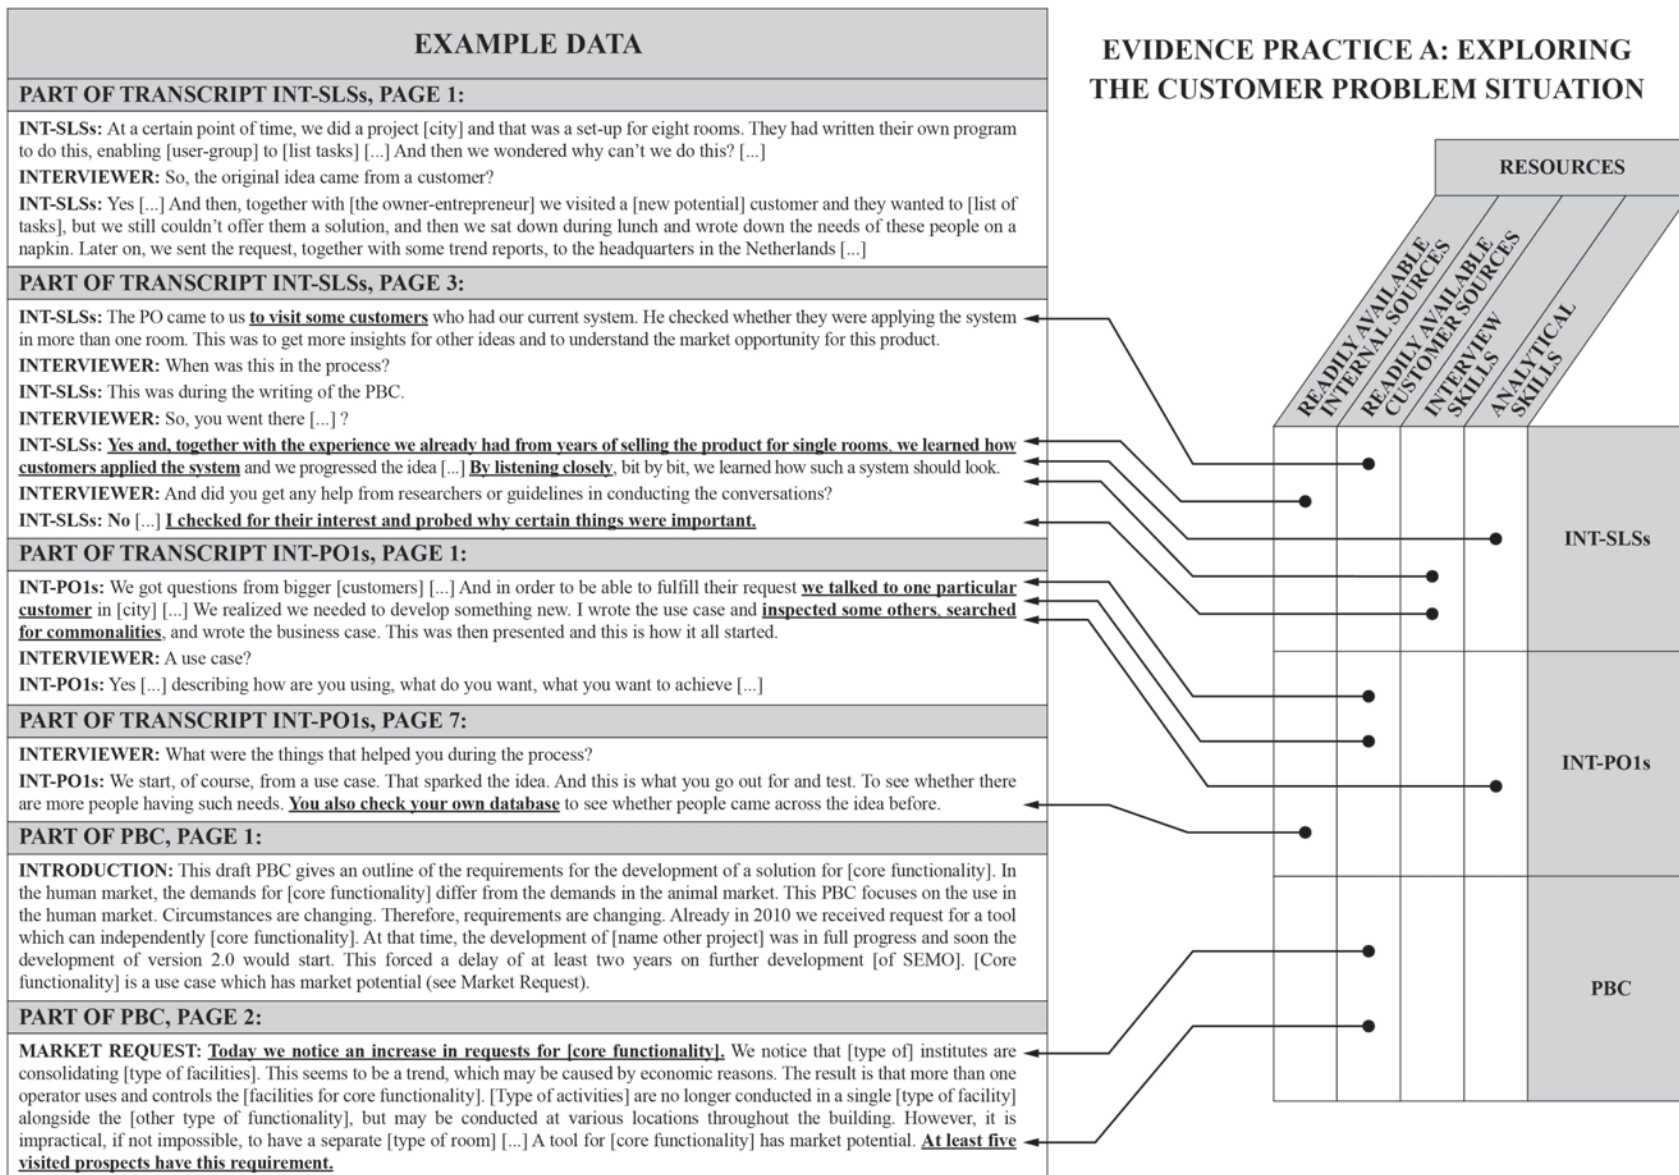 EXAMPLE DATA
PART OF TRANSCRIPT INT-SLSs, PAGE 1:
INT-SLSs: At a certain point of time, we did a project [city] and that was a set-up for eight rooms. They had written their own program
to do this, enabling [user-group] to [list tasks] [...] And then we wondered why can’t we do this? [...]
INTERVIEWER: So, the original idea came from a customer?
INT-SLSs: Yes [...] And then, together with [the owner-entrepreneur] we visited a [new potential] customer and they wanted to [list of
tasks], but we still couldn’t offer them a solution, and then we sat down during lunch and wrote down the needs of these people on a
napkin. Later on, we sent the request, together with some trend reports, to the headquarters in the Netherlands [...]
PART OF TRANSCRIPT INT-SLSs, PAGE 3:
INT-SLSs: The PO came to us to visit some customers who had our current system. He checked whether they were applying the system
in more than one room. This was to get more insights for other ideas and to understand the market opportunity for this product.
INTERVIEWER: When was this in the process?
INT-SLSs: This was during the writing of the PBC.
INTERVIEWER: So, you went there [...] ?
INT-SLSs: Yes and, together with the experience we already had from years of selling the product for single rooms, we learned how
customers applied the system and we progressed the idea [...] By listening closely, bit by bit, we learned how such a system should look.
INTERVIEWER: And did you get any help from researchers or guidelines in conducting the conversations?
INT-SLSs: No [...] I checked for their interest and probed why certain things were important.
PART OF TRANSCRIPT INT-PO1s, PAGE 1:
INT-PO1s: We got questions from bigger [customers] [...] And in order to be able to fulfill their request we talked to one particular
customer in [city] [...] We realized we needed to develop something new. I wrote the use case and inspected some others, searched
for commonalities, and wrote the business case. This was then presented and this is how it all started.
INTERVIEWER: A use case?
INT-PO1s: Yes [...] describing how are you using, what do you want, what you want to achieve [...]
PART OF TRANSCRIPT INT-PO1s, PAGE 7:
INTERVIEWER: What were the things that helped you during the process?
INT-PO1s: We start, of course, from a use case. That sparked the idea. And this is what you go out for and test. To see whether there
are more people having such needs. You also check your own database to see whether people came across the idea before.
PART OF PBC, PAGE 1:
INTRODUCTION: This draft PBC gives an outline of the requirements for the development of a solution for [core functionality]. In
the human market, the demands for [core functionality] differ from the demands in the animal market. This PBC focuses on the use in
the human market. Circumstances are changing. Therefore, requirements are changing. Already in 2010 we received request for a tool
which can independently [core functionality]. At that time, the development of [name other project] was in full progress and soon the
development of version 2.0 would start. This forced a delay of at least two years on further development [of SEMO]. [Core
functionality] is a use case which has market potential (see Market Request).
PART OF PBC, PAGE 2:
MARKET REQUEST: Today we notice an increase in requests for [core functionality]. We notice that [type of] institutes are
consolidating [type of facilities]. This seems to be a trend, which may be caused by economic reasons. The result is that more than one
operator uses and controls the [facilities for core functionality]. [Type of activities] are no longer conducted in a single [type of facility]
alongside the [other type of functionality], but may be conducted at various locations throughout the building. However, it is
impractical, if not impossible, to have a separate [type of room] [...] A tool for [core functionality] has market potential. At least five
visited prospects have this requirement.
EVIDENCE PRACTICE A: EXPLORING
THE CUSTOMER PROBLEM SITUATION
RESOURCES
READILY AVAILABLE
INTERNAL SOURCES
READILY AVAILABLE
CUSTOMER SOURCES
INTERVIEW
SKILLS
ANALYTICAL
SKILLS
INT-SLSs
INT-PO1s
PBC